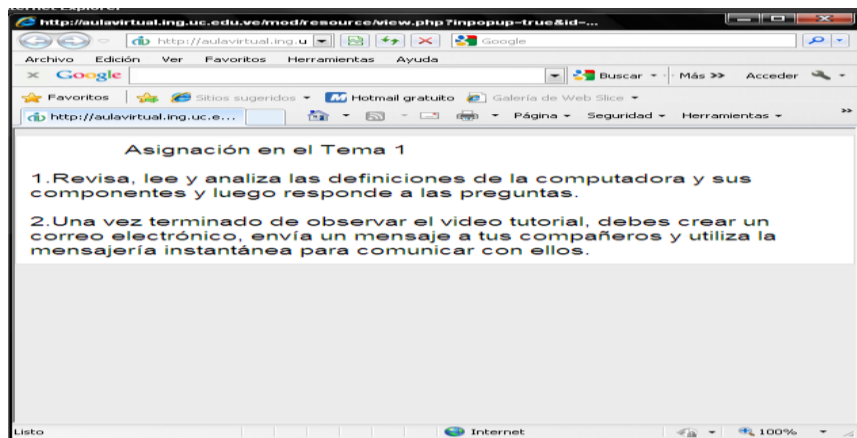 http://aulavirtual.ing.uc.edu.ve/mod/resource/view.php?inpopup=true&id=...
http://aulavirtual.ing.u Google
Archivo Edición Ver Favoritos Herramientas Ayuda
Google Buscar Más >> Acceder
Favoritos Sitios sugeridos Hotmail gratuito Galería de Web Slice
http://aulavirtual.ing.uc.e... Página Seguridad Herramientas >>
Asignación en el Tema 1
1.Revisa, lee y analiza las definiciones de la computadora y sus
componentes y luego responde a las preguntas.
2.Una vez terminado de observar el video tutorial, debes crear un
correo electrónico, envía un mensaje a tus compañeros y utiliza la
mensajería instantánea para comunicar con ellos.
Listo Internet 100%